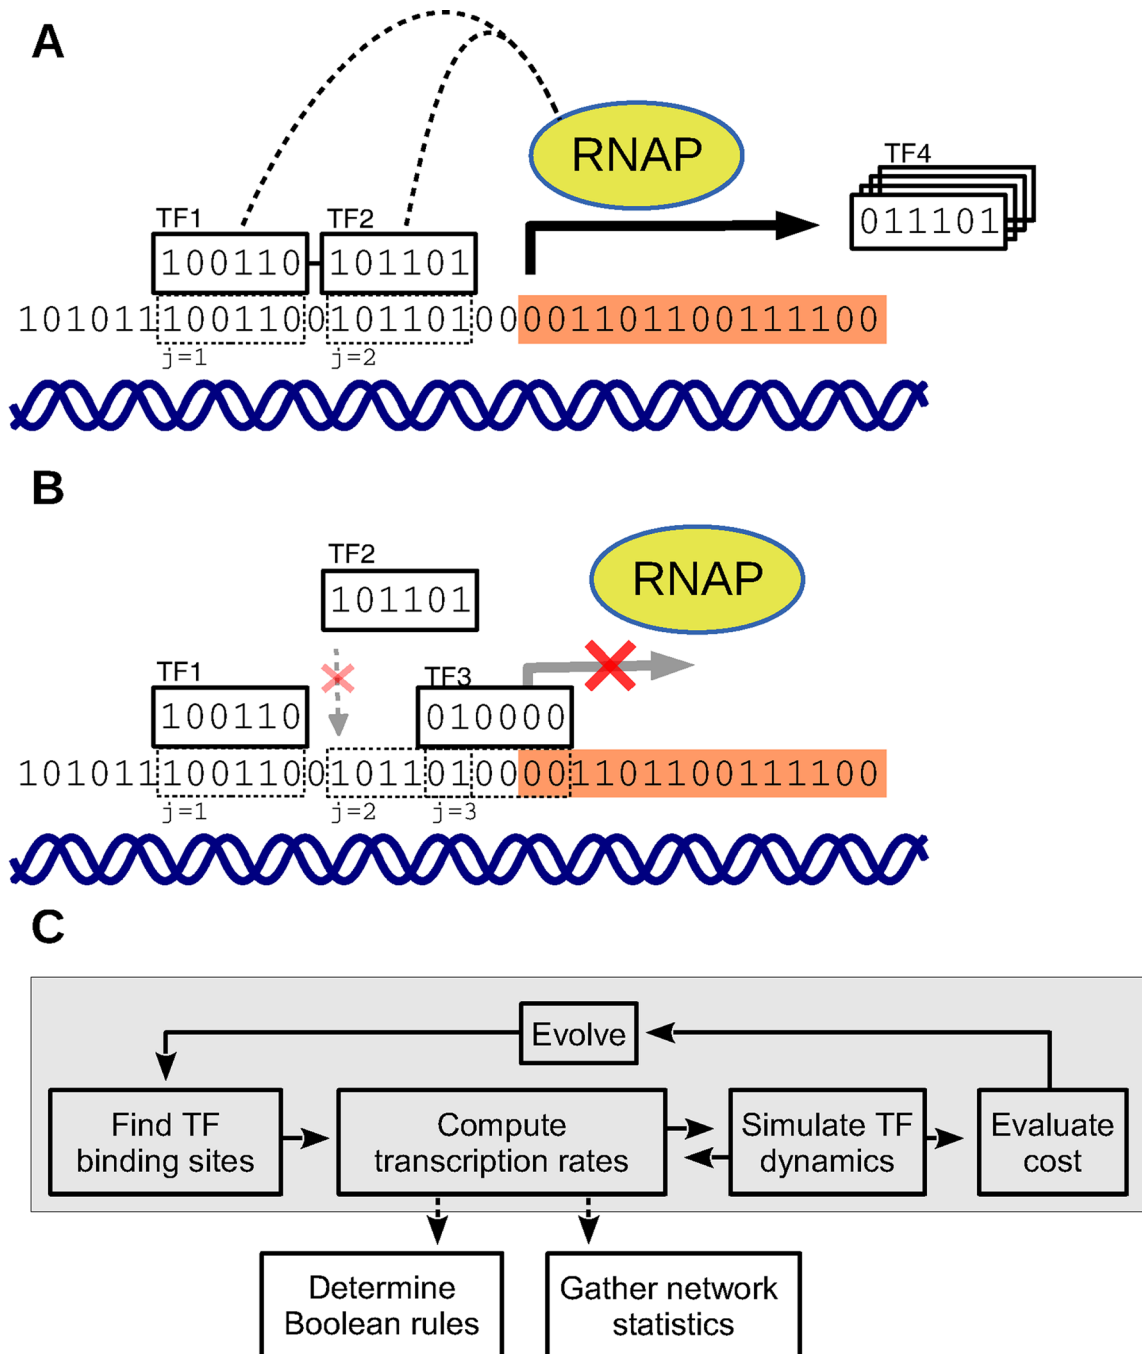 A
RNAP
TF4
011101
TF1
TF2
100110
101101
10101110011001011010​0001101100111100
j=1
j=2
B
TF2
101101
RNAP
TF1
TF3
100110
010000
101011100110010110100001101100111100
j=1
j=2
j=3
C
Evolve
Find TF
binding sites
Compute
transcription rates
Simulate TF
dynamics
Evaluate
cost
Determine
Boolean rules
Gather network
statistics